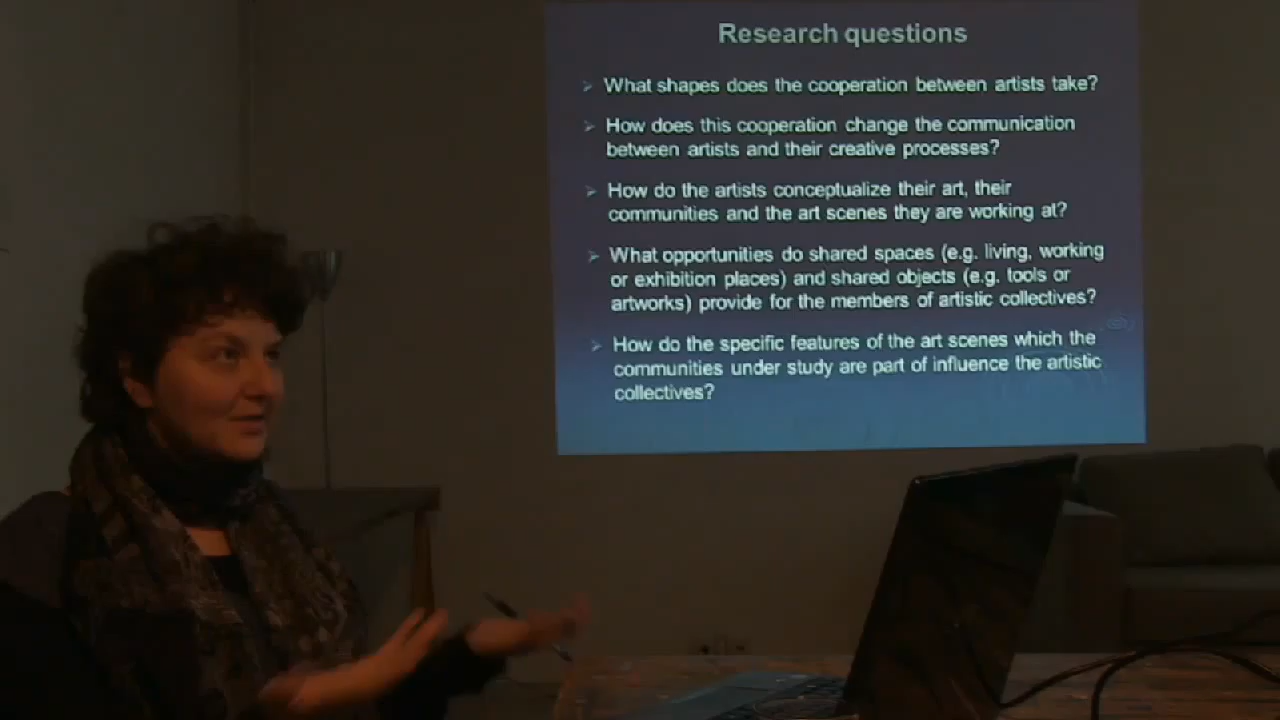 Research questions
What shapes does the cooperation between artists take?
How does this cooperation change the communication
between artists and their creative processes?
How do the artists conceptualize their art, their
communities and the art scenes they are working at?
What opportunities do shared spaces (e.g. living, working
or exhibition places) and shared objects (e.g. tools or
artworks) provide for the members of artistic collectives?
How do the specific features of the art scenes which the
communities under study are part of influence the artistic
collectives?